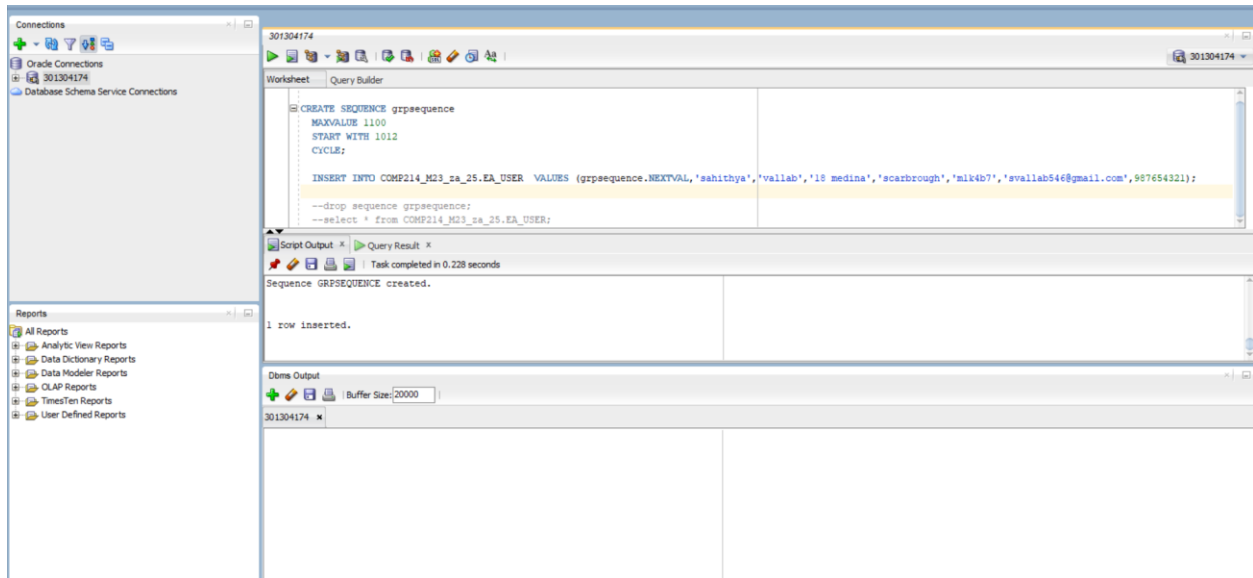 Connections
Oracle Connections
301304174
Database Schema Service Connections
301304174
301304174
Worksheet Query Builder
CREATE SEQUENCE grpsequence
MAXVALUE 1100
START WITH 1012
CYCLE;
INSERT INTO COMP214_M23_za_25.EA_USER VALUES (grpsequence.NEXTVAL,'sahithya','vallab','18 medina','scarbrough','m1k4b7','svallab546@gmail.com',987654321);
--drop sequence grpsequence;
--select * from COMP214_M23_za_25.EA_USER;
Script Output x Query Result x
Task completed in 0.228 seconds
Sequence GRPSEQUENCE created.
1 row inserted.
Reports
All Reports
Analytic View Reports
Data Dictionary Reports
Data Modeler Reports
OLAP Reports
TimesTen Reports
User Defined Reports
Dbms Output
Buffer Size: 20000
301304174